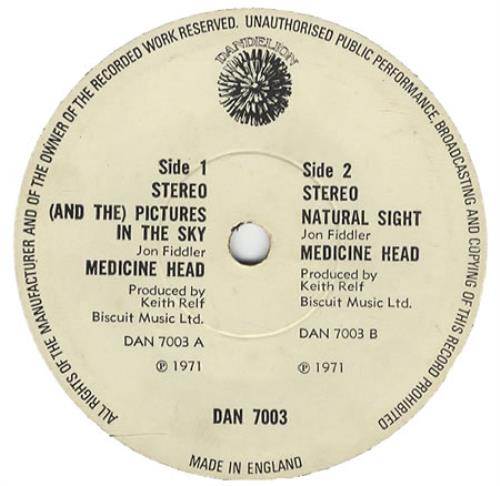 ALL RIGHTS OF THE MANUFACTURER AND OF THE OWNER OF THE RECORDED WORK RESERVED. UNAUTHORISED PUBLIC PERFORMANCE, BROADCASTING AND COPYING OF THIS RECORD PROHIBITED
DANDELION
Side 1
STEREO
(AND THE) PICTURES
IN THE SKY
Jon Fiddler
MEDICINE HEAD
Produced by
Keith Relf
Biscuit Music Ltd.
DAN 7003 A
℗ 1971
Side 2
STEREO
NATURAL SIGHT
Jon Fiddler
MEDICINE HEAD
Produced by
Keith Relf
Biscuit Music Ltd.
DAN 7003 B
℗ 1971
DAN 7003
MADE IN ENGLAND